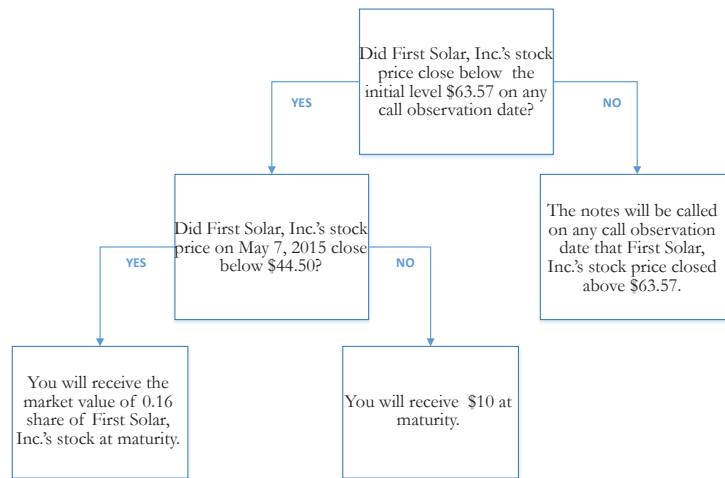 Did First Solar, Inc.'s stock
price close below the
initial level $63.57 on any
call observation date?
YES
NO
Did First Solar, Inc.'s stock
price on May 7, 2015 close
below $44.50?
The notes will be called
on any call observation
date that First Solar,
Inc.'s stock price closed
above $63.57.
YES
NO
You will receive the
market value of 0.16
share of First Solar,
Inc.'s stock at maturity.
You will receive $10 at
maturity.